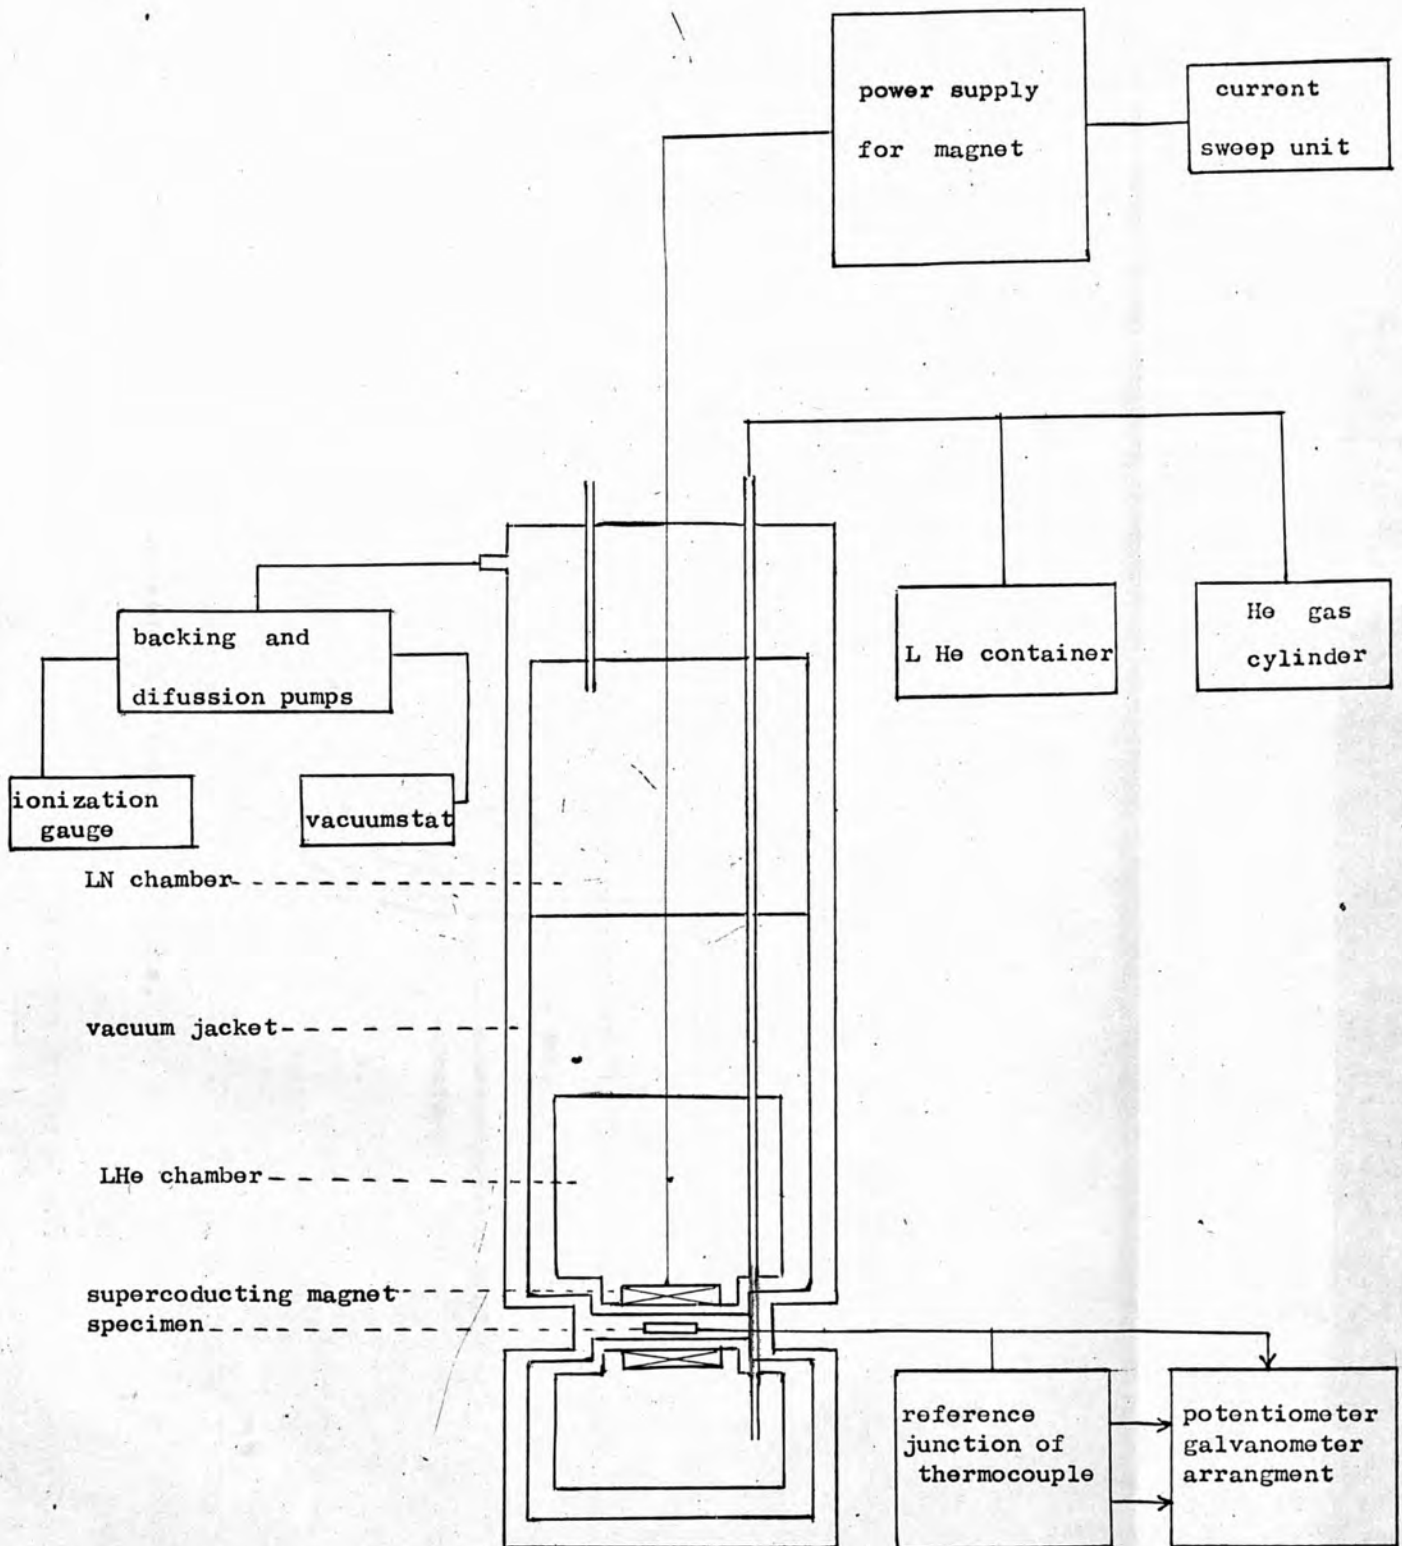 power supply
for magnet
current
sweep unit
backing and
difussion pumps
L He container
He gas
cylinder
ionization
gauge
vacuumstat
LN chamber
vacuum jacket
LHe chamber
supercoducting magnet
specimen
reference
junction of
thermocouple
potentiometer
galvanometer
arrangment